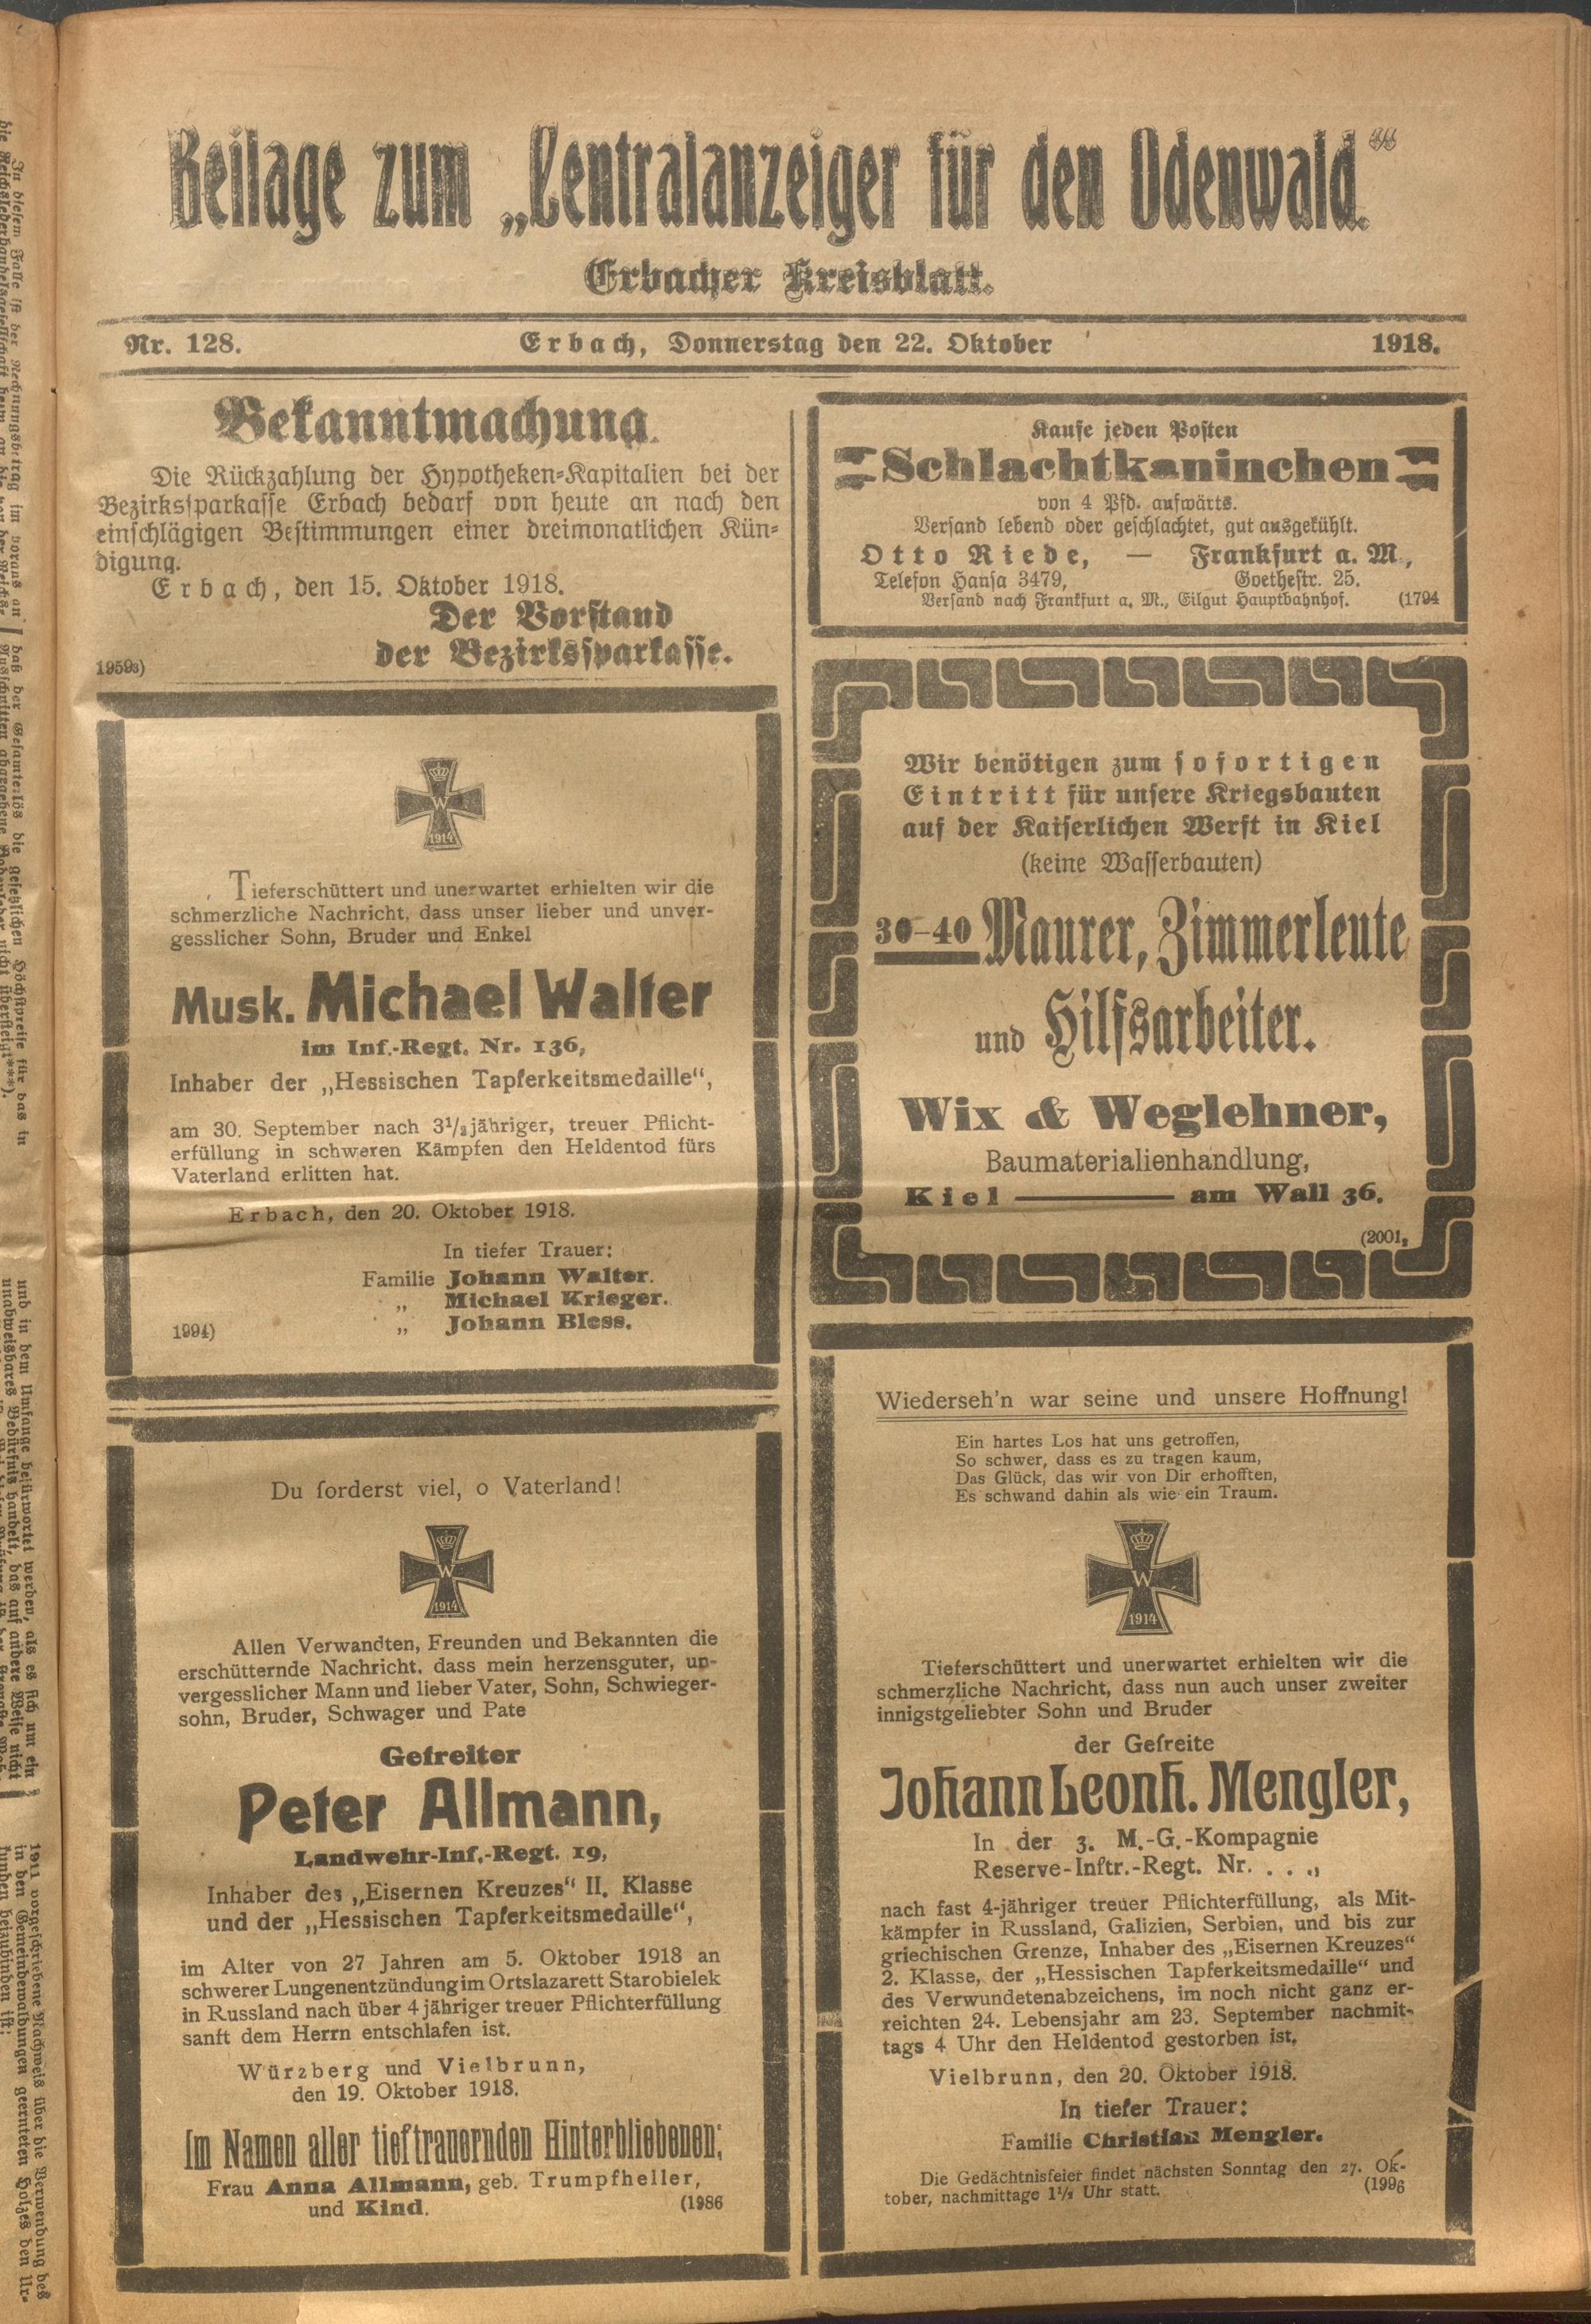 Beilage zum „Centralanzeiger für den Odenwald.“
Erbacher Kreisblatt.
Nr. 128.
Erbach, Donnerstag den 22. Oktober
1918.
Bekanntmachung.
Die Rückzahlung der Hypotheken-Kapitalien bei der
Bezirkssparkasse Erbach bedarf von heute an nach den
einschlägigen Bestimmungen einer dreimonatlichen Kün-
digung.
Erbach, den 15. Oktober 1918.
Der Vorstand
der Bezirkssparkasse.
1959₃)
W
1914
Tieferschüttert und unerwartet erhielten wir die
schmerzliche Nachricht, dass unser lieber und unver-
gesslicher Sohn, Bruder und Enkel
Musk. Michael Walter
im Inf.-Regt. Nr. 136,
Inhaber der „Hessischen Tapferkeitsmedaille“,
am 30. September nach 3½jähriger, treuer Pflicht-
erfüllung in schweren Kämpfen den Heldentod fürs
Vaterland erlitten hat.
Erbach, den 20. Oktober 1918.
In tiefer Trauer:
Familie Johann Walter.
„ Michael Krieger.
„ Johann Bless.
1994)
Du forderst viel, o Vaterland!
W
1914
Allen Verwandten, Freunden und Bekannten die
erschütternde Nachricht, dass mein herzensguter, un-
vergesslicher Mann und lieber Vater, Sohn, Schwieger-
sohn, Bruder, Schwager und Pate
Gefreiter
Peter Allmann,
Landwehr-Inf.-Regt. 19,
Inhaber des „Eisernen Kreuzes“ II. Klasse
und der „Hessischen Tapferkeitsmedaille“,
im Alter von 27 Jahren am 5. Oktober 1918 an
schwerer Lungenentzündung im Ortslazarett Starobielek
in Russland nach über 4jähriger treuer Pflichterfüllung
sanft dem Herrn entschlafen ist.
Würzberg und Vielbrunn,
den 19. Oktober 1918.
Im Namen aller tieftrauernden Hinterbliebenen:
Frau Anna Allmann, geb. Trumpfheller,
und Kind.
(1986
Kaufe jeden Posten
Schlachtkaninchen
von 4 Pfd. aufwärts.
Versand lebend oder geschlachtet, gut ausgekühlt.
Otto Riede, — Frankfurt a. M.,
Telefon Hansa 3479, Goethestr. 25.
Versand nach Frankfurt a. M., Eilgut Hauptbahnhof. (1794
Wir benötigen zum sofortigen
Eintritt für unsere Kriegsbauten
auf der Kaiserlichen Werft in Kiel
(keine Wasserbauten)
30–40 Maurer, Zimmerleute
und Hilfsarbeiter.
Wix & Weglehner,
Baumaterialienhandlung,
Kiel — am Wall 36.
(2001₂
Wiederseh'n war seine und unsere Hoffnung!
Ein hartes Los hat uns getroffen,
So schwer, dass es zu tragen kaum,
Das Glück, das wir von Dir erhofften,
Es schwand dahin als wie ein Traum.
W
1914
Tieferschüttert und unerwartet erhielten wir die
schmerzliche Nachricht, dass nun auch unser zweiter
innigstgeliebter Sohn und Bruder
der Gefreite
Johann Leonh. Mengler,
In der 3. M.-G.-Kompagnie
Reserve-Inftr.-Regt. Nr. . . .,
nach fast 4-jähriger treuer Pflichterfüllung, als Mit-
kämpfer in Russland, Galizien, Serbien, und bis zur
griechischen Grenze, Inhaber des „Eisernen Kreuzes“
2. Klasse, der „Hessischen Tapferkeitsmedaille“ und
des Verwundetenabzeichens, im noch nicht ganz er-
reichten 24. Lebensjahr am 23. September nachmit-
tags 4 Uhr den Heldentod gestorben ist.
Vielbrunn, den 20. Oktober 1918.
In tiefer Trauer:
Familie Christian Mengler.
Die Gedächtnisfeier findet nächsten Sonntag den 27. Ok-
tober, nachmittage 1½ Uhr statt.
(1996